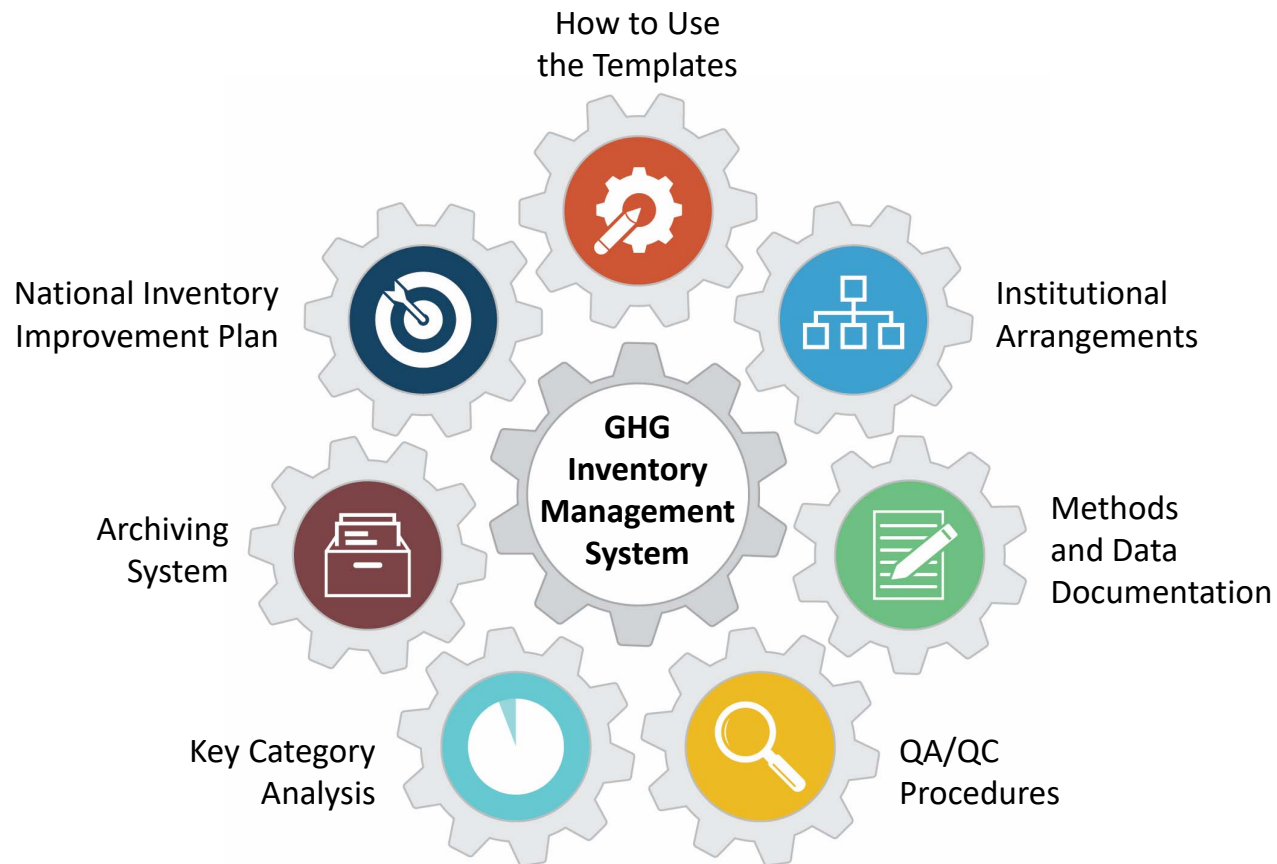 How to Use
the Templates
National Inventory
Improvement Plan
Institutional
Arrangements
GHG
Inventory
Management
System
Archiving
System
Methods
and Data
Documentation
Key Category
Analysis
QA/QC
Procedures